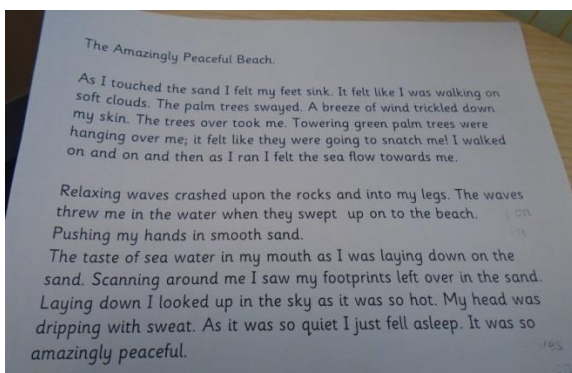 The Amazingly Peaceful Beach.
As I touched the sand I felt my feet sink. It felt like I was walking on
soft clouds. The palm trees swayed. A breeze of wind trickled down
my skin. The trees over took me. Towering green palm trees were
hanging over me; it felt like they were going to snatch me! I walked
on and on and then as I ran I felt the sea flow towards me.
Relaxing waves crashed upon the rocks and into my legs. The waves
threw me in the water when they swept up on to the beach.
Pushing my hands in smooth sand.
The taste of sea water in my mouth as I was laying down on the
sand. Scanning around me I saw my footprints left over in the sand.
Laying down I looked up in the sky as it was so hot. My head was
dripping with sweat. As it was so quiet I just fell asleep. It was so
amazingly peaceful.